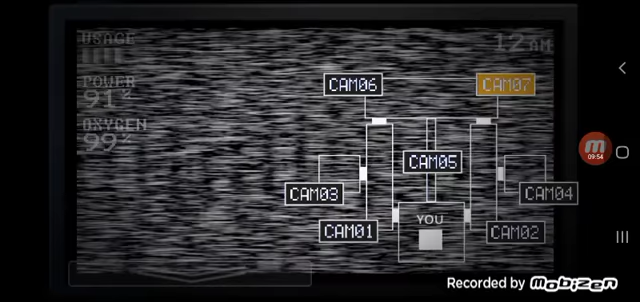 USAGE
12 AM
POWER
91%
OXYGEN
99%
CAM06
CAM07
CAM05
CAM03
CAM04
YOU
CAM01
CAM02
09:54
Recorded by Mobizen